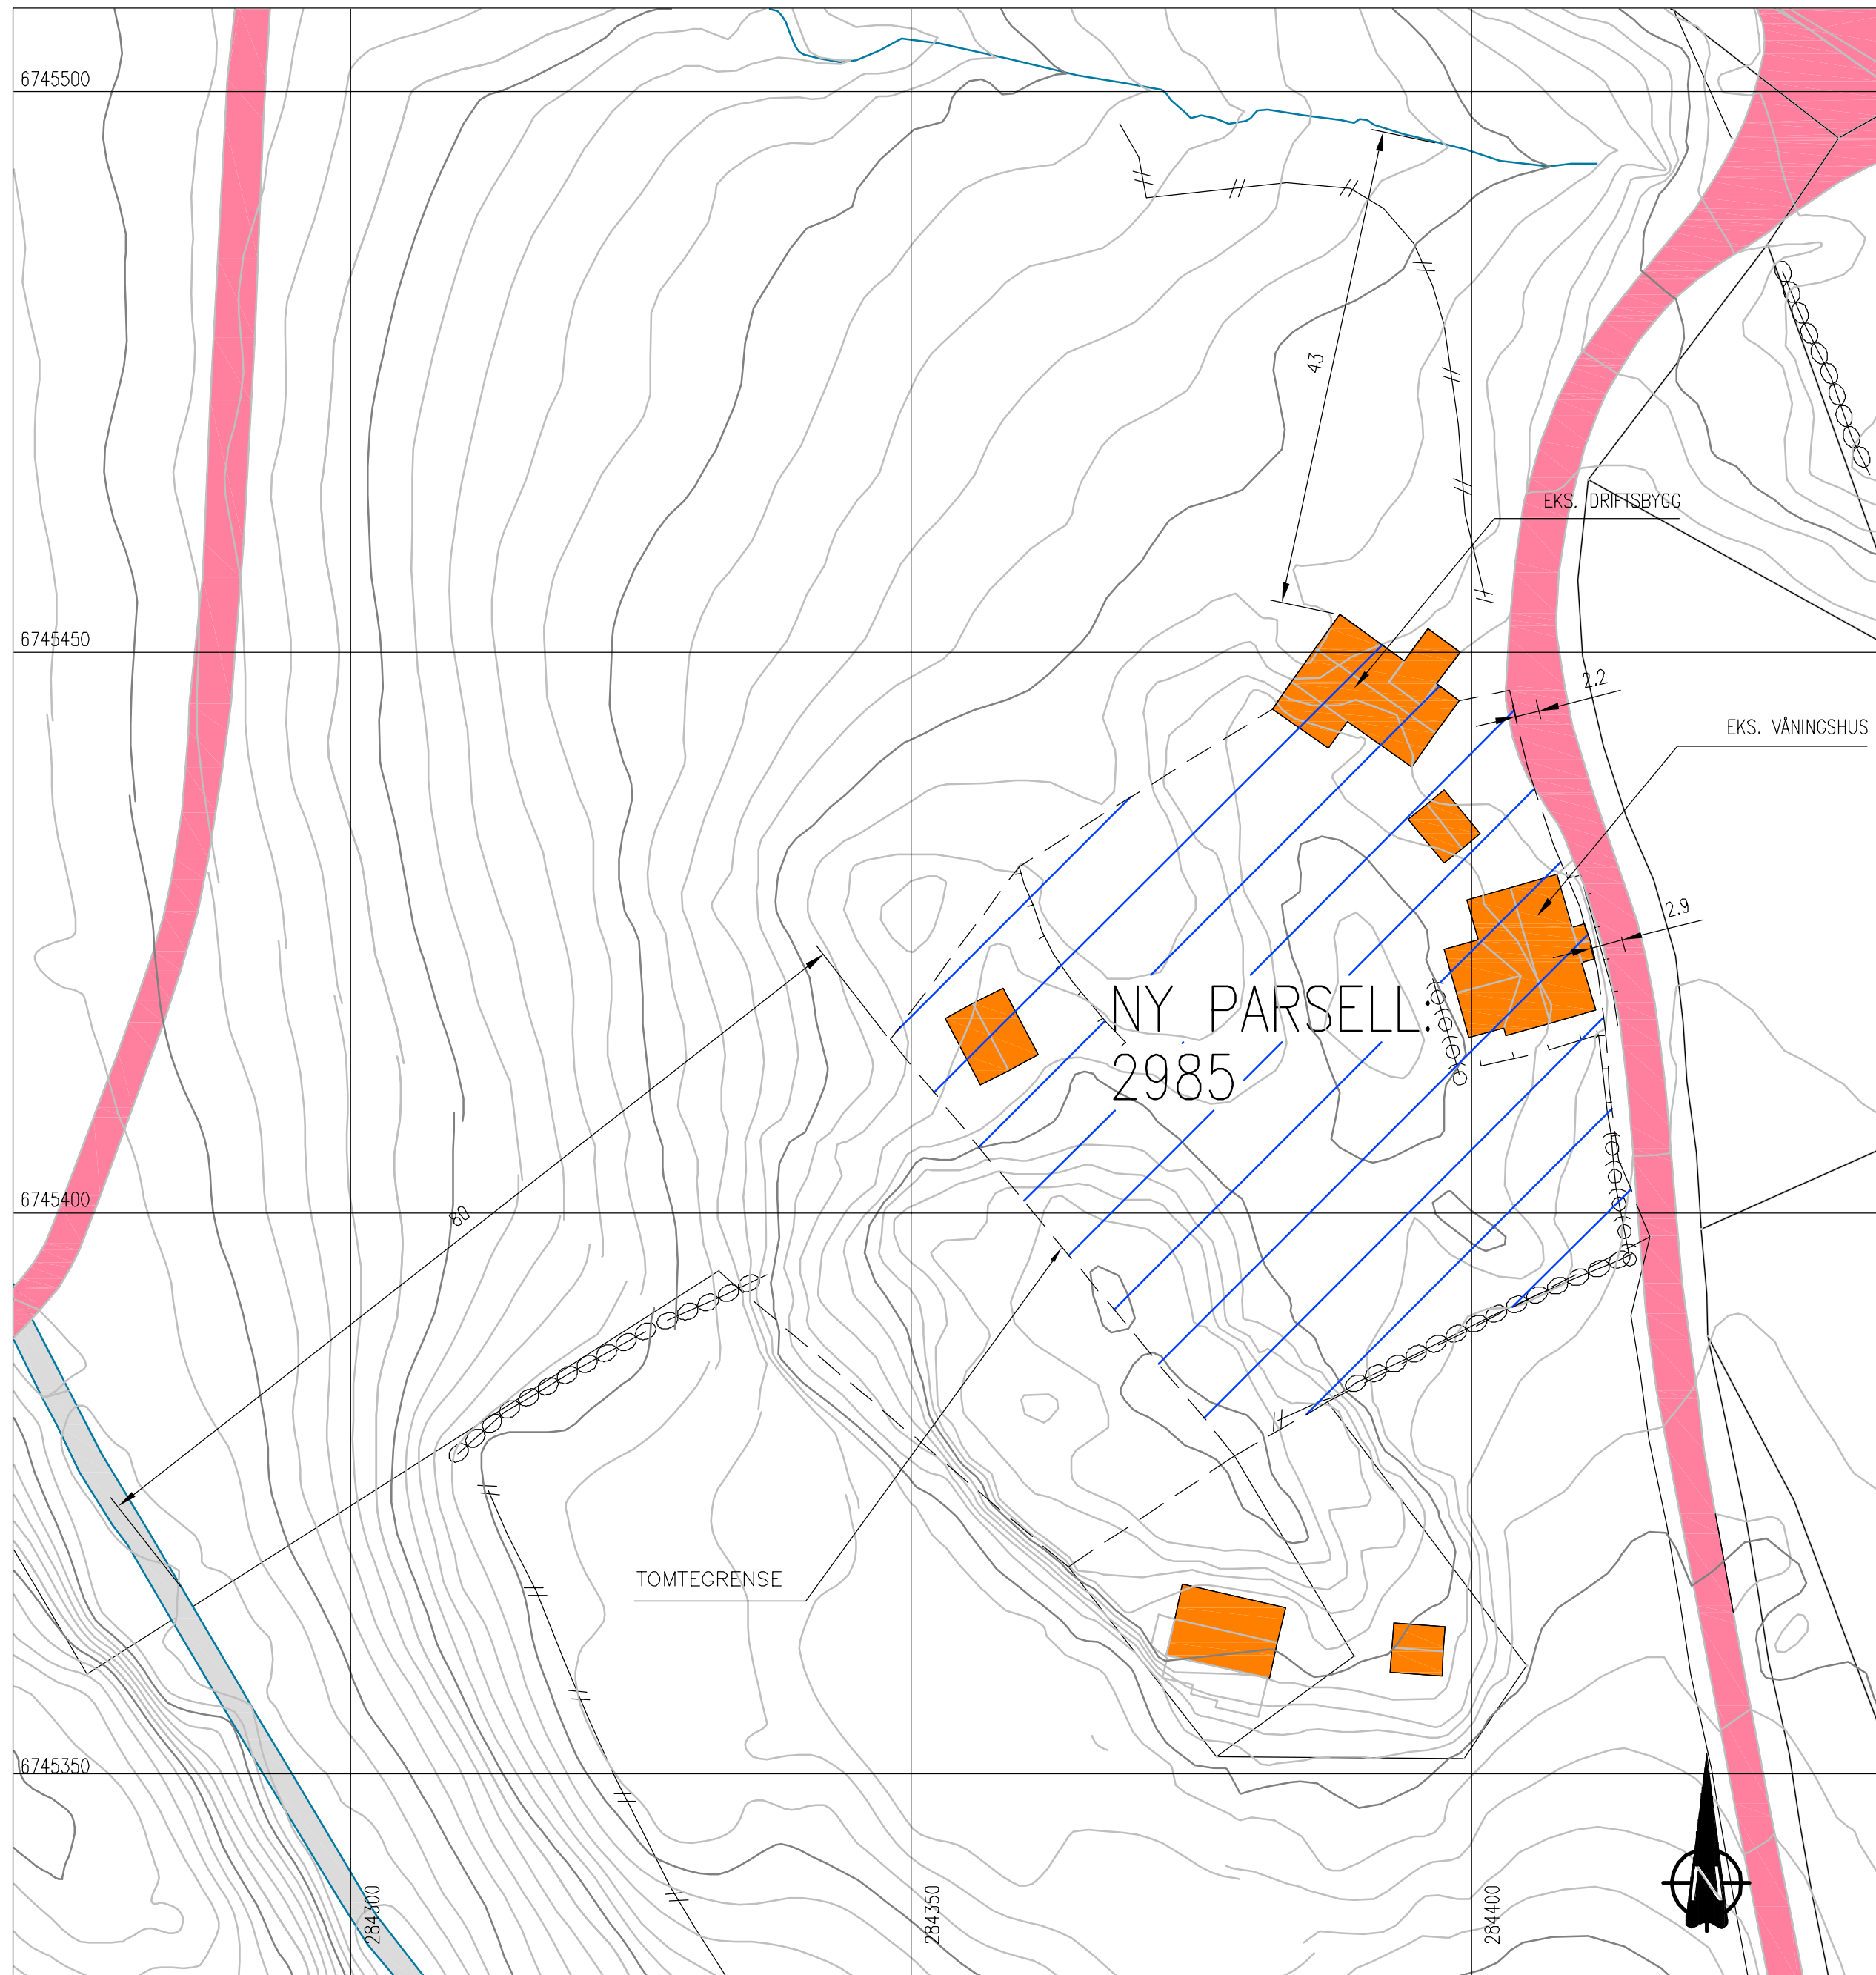 6745500
43
EKS. DRIFTSBYGG
6745450
2.2
EKS. VÅNINGSHUS
2.9
NY PARSELL:
2985
6745400
80
TOMTEGRENSE
6745350
284300
284350
284400
N